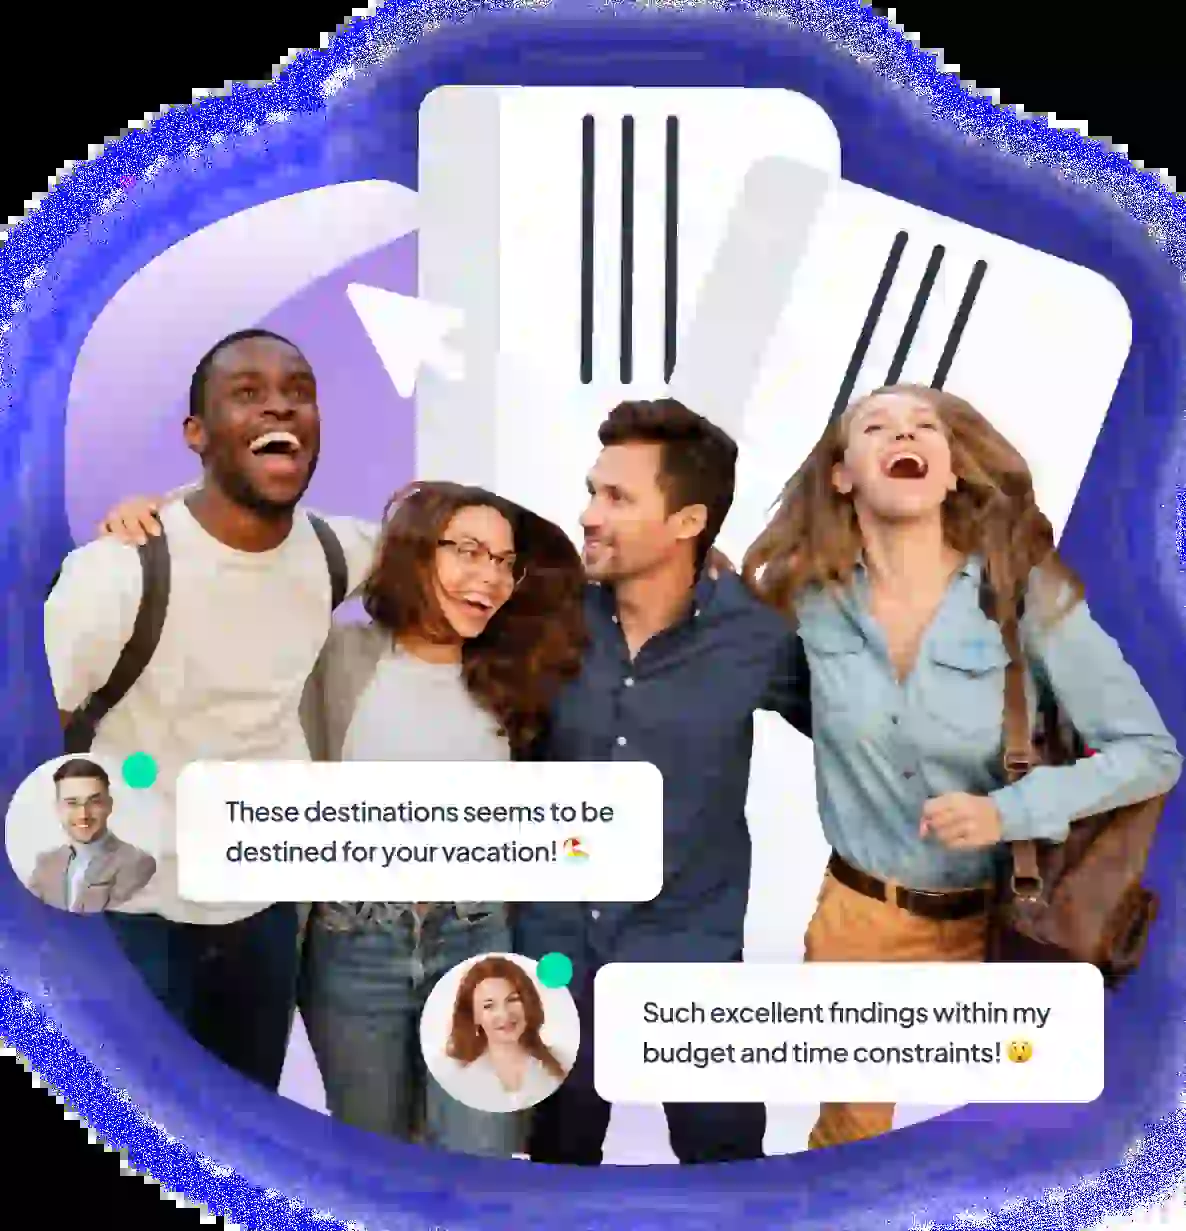 These destinations seems to be
destined for your vacation! 🏖️
Such excellent findings within my
budget and time constraints! 😲